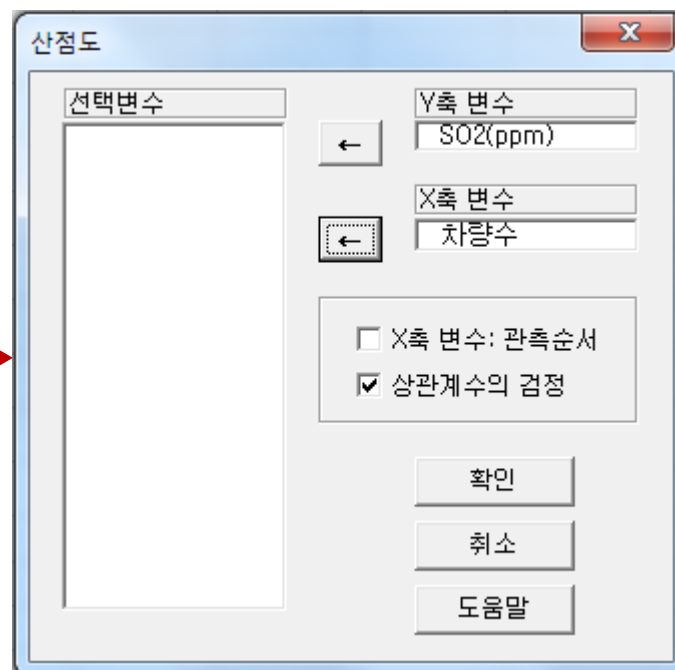 산점도
선택변수
Y축 변수
SO2(ppm)
X축 변수
차량수
X축 변수: 관측순서
상관계수의 검정
확인
취소
도움말